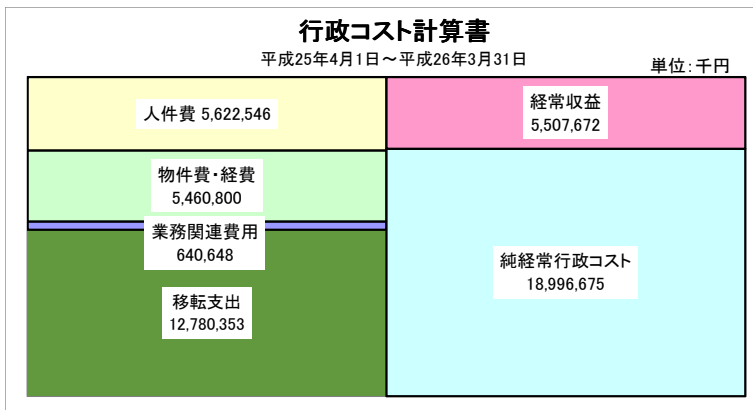 行政コスト計算書
平成25年4月1日～平成26年3月31日
単位：千円
人件費 5,622,546
物件費・経費
5,460,800
業務関連費用
640,648
移転支出
12,780,353
経常収益
5,507,672
純経常行政コスト
18,996,675